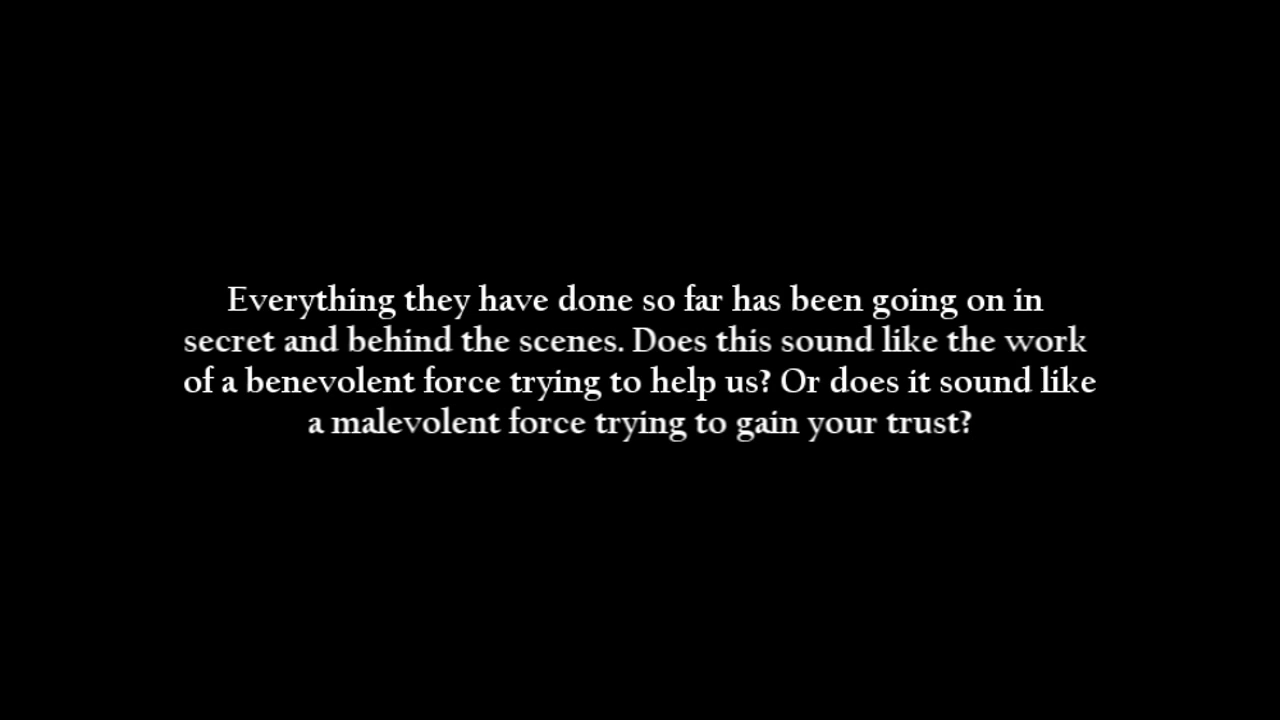 Everything they have done so far has been going on in
secret and behind the scenes. Does this sound like the work
of a benevolent force trying to help us? Or does it sound like
a malevolent force trying to gain your trust?